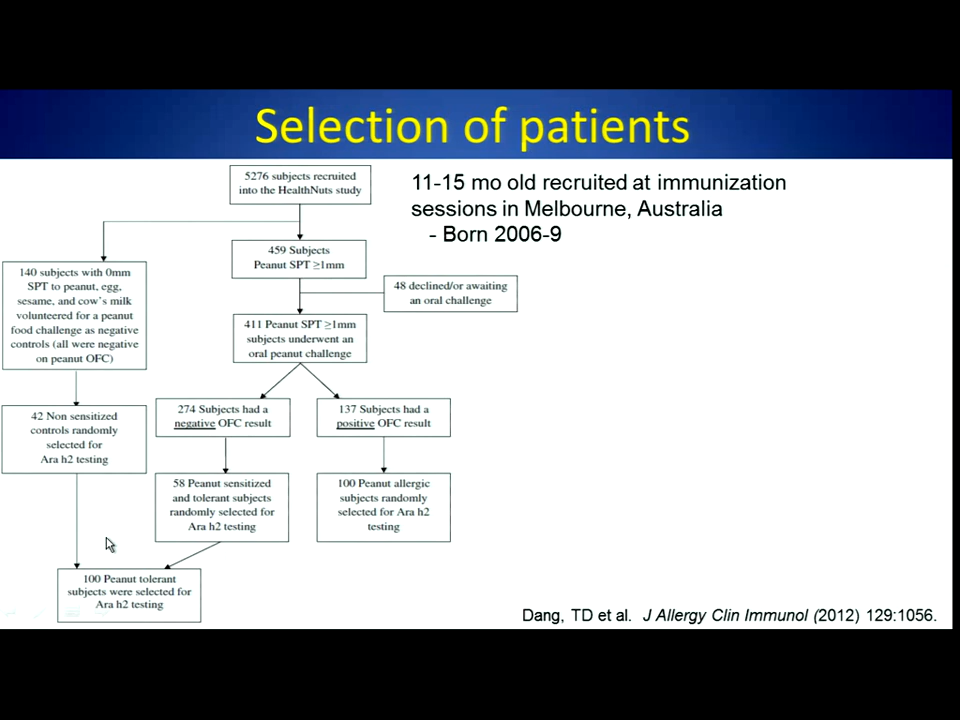 Selection of patients
5276 subjects recruited
into the HealthNuts study
11-15 mo old recruited at immunization
sessions in Melbourne, Australia
- Born 2006-9
459 Subjects
Peanut SPT ≥1mm
140 subjects with 0mm
SPT to peanut, egg,
sesame, and cow's milk
volunteered for a peanut
food challenge as negative
controls (all were negative
on peanut OFC)
48 declined/or awaiting
an oral challenge
411 Peanut SPT ≥1mm
subjects underwent an
oral peanut challenge
42 Non sensitized
controls randomly
selected for
Ara h2 testing
274 Subjects had a
negative OFC result
137 Subjects had a
positive OFC result
58 Peanut sensitized
and tolerant subjects
randomly selected for
Ara h2 testing
100 Peanut allergic
subjects randomly
selected for Ara h2
testing
100 Peanut tolerant
subjects were selected for
Ara h2 testing
Dang, TD et al. J Allergy Clin Immunol (2012) 129:1056.